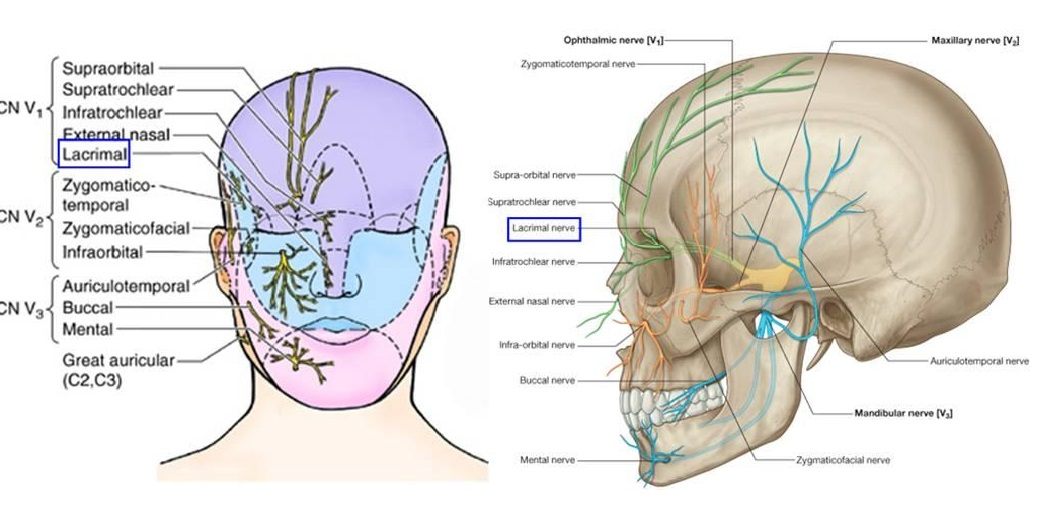 CN V1
Supraorbital
Supratrochlear
Infratrochlear
External nasal
Lacrimal
CN V2
Zygomatico-
temporal
Zygomaticofacial
Infraorbital
CN V3
Auriculotemporal
Buccal
Mental
Great auricular
(C2,C3)
Ophthalmic nerve [V1]
Maxillary nerve [V2]
Zygomaticotemporal nerve
Supra-orbital nerve
Supratrochlear nerve
Lacrimal nerve
Infratrochlear nerve
External nasal nerve
Infra-orbital nerve
Buccal nerve
Mental nerve
Auriculotemporal nerve
Mandibular nerve [V3]
Zygomaticofacial nerve